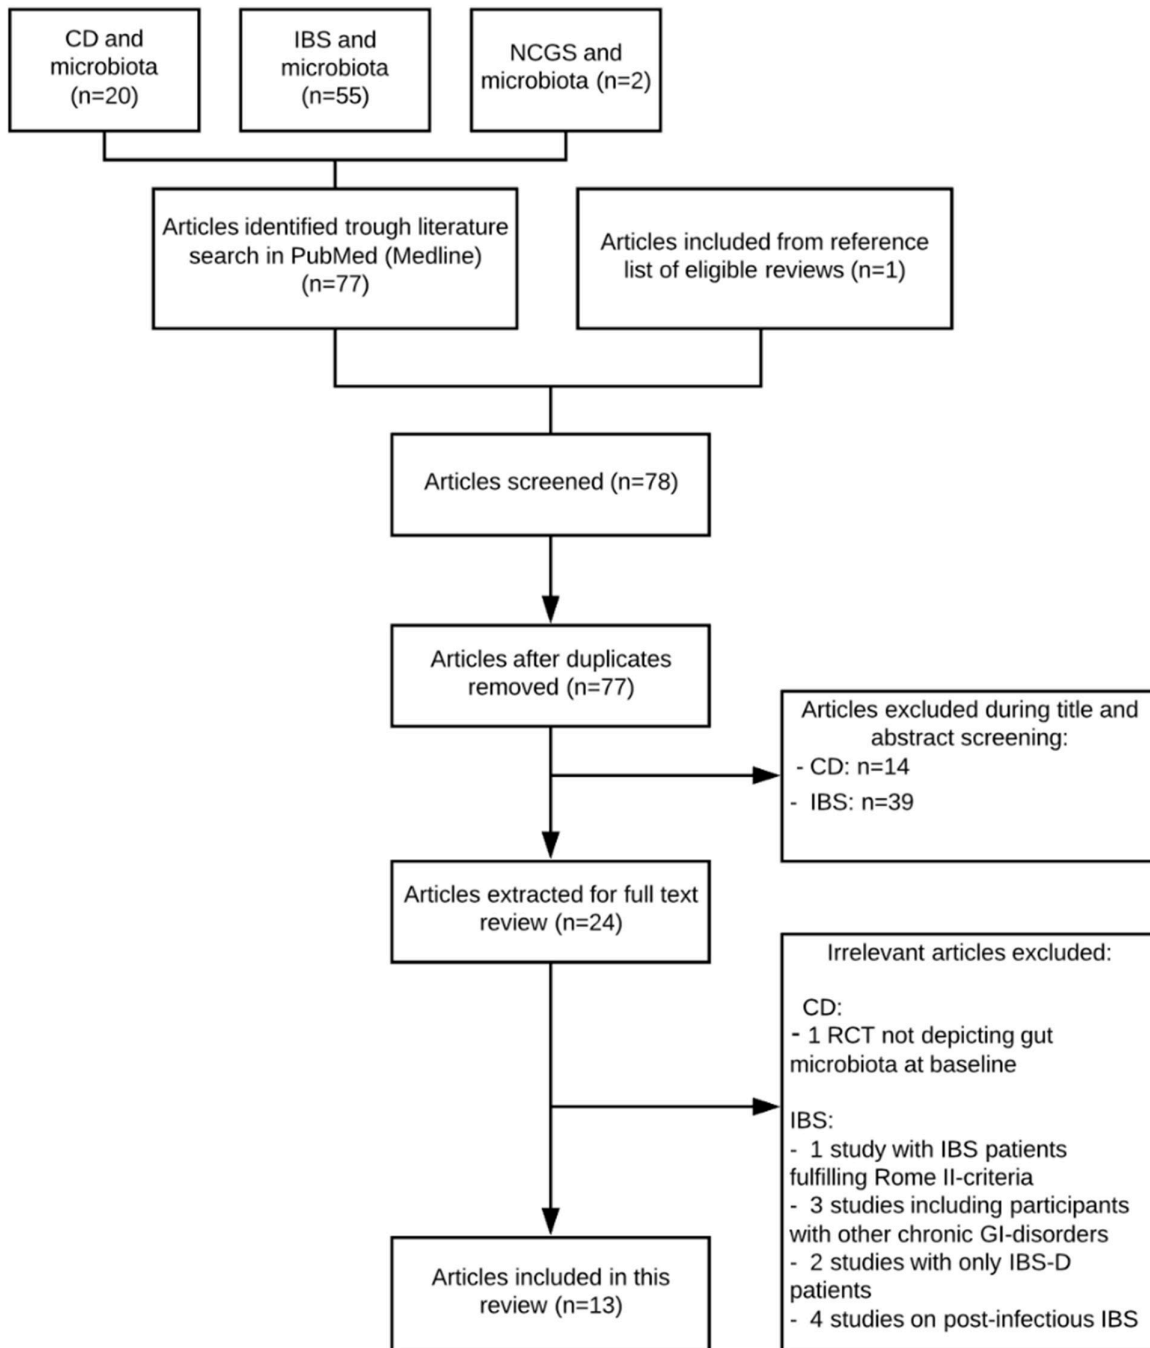 CD and
microbiota
(n=20)
IBS and
microbiota
(n=55)
NCGS and
microbiota (n=2)
Articles identified trough literature
search in PubMed (Medline)
(n=77)
Articles included from reference
list of eligible reviews (n=1)
Articles screened (n=78)
Articles after duplicates
removed (n=77)
Articles excluded during title and
abstract screening:
- CD: n=14
- IBS: n=39
Articles extracted for full text
review (n=24)
Irrelevant articles excluded:
CD:
- 1 RCT not depicting gut
microbiota at baseline
IBS:
- 1 study with IBS patients
fulfilling Rome II-criteria
- 3 studies including participants
with other chronic GI-disorders
- 2 studies with only IBS-D
patients
- 4 studies on post-infectious IBS
Articles included in this
review (n=13)